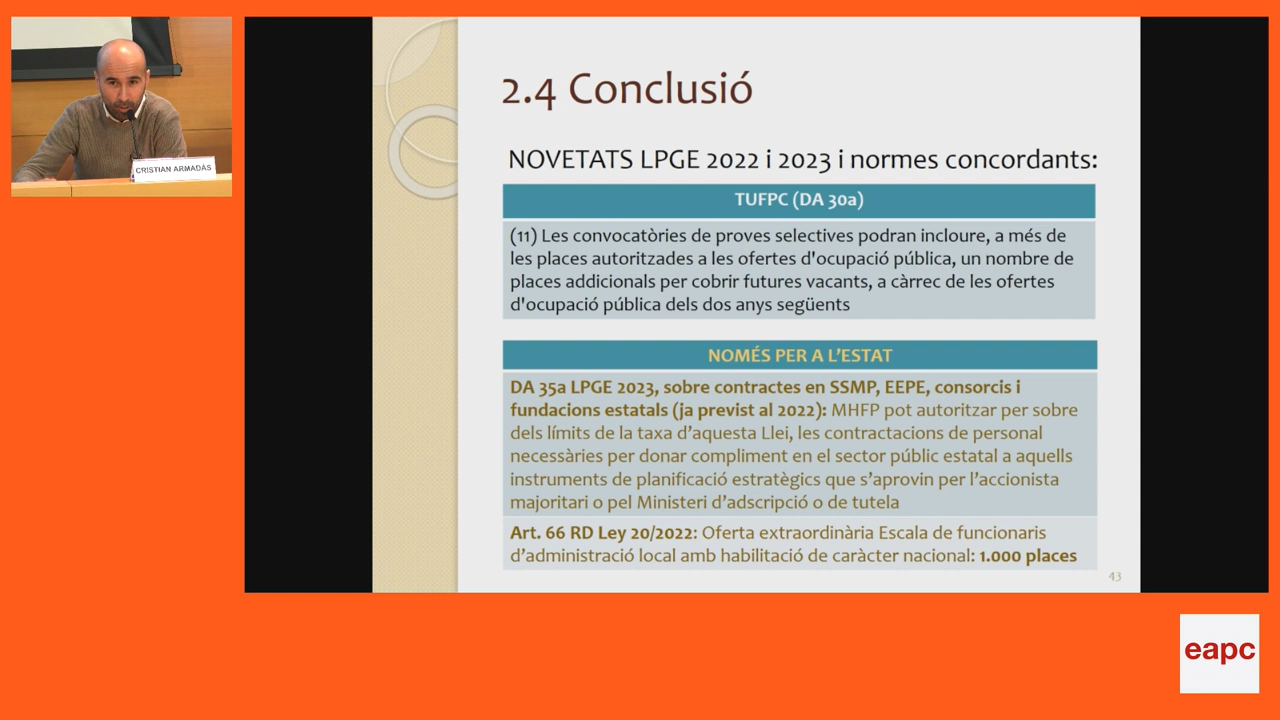 CRISTIAN ARMADÀS
2.4 Conclusió
NOVETATS LPGE 2022 i 2023 i normes concordants:
TUFPC (DA 30a)
(11) Les convocatòries de proves selectives podran incloure, a més de
les places autoritzades a les ofertes d'ocupació pública, un nombre de
places addicionals per cobrir futures vacants, a càrrec de les ofertes
d'ocupació pública dels dos anys següents
NOMÉS PER A L’ESTAT
DA 35a LPGE 2023, sobre contractes en SSMP, EEPE, consorcis i
fundacions estatals (ja previst al 2022): MHFP pot autoritzar per sobre
dels límits de la taxa d’aquesta Llei, les contractacions de personal
necessàries per donar compliment en el sector públic estatal a aquells
instruments de planificació estratègics que s’aprovin per l’accionista
majoritari o pel Ministeri d’adscripció o de tutela
Art. 66 RD Ley 20/2022: Oferta extraordinària Escala de funcionaris
d’administració local amb habilitació de caràcter nacional: 1.000 places
43
eapc